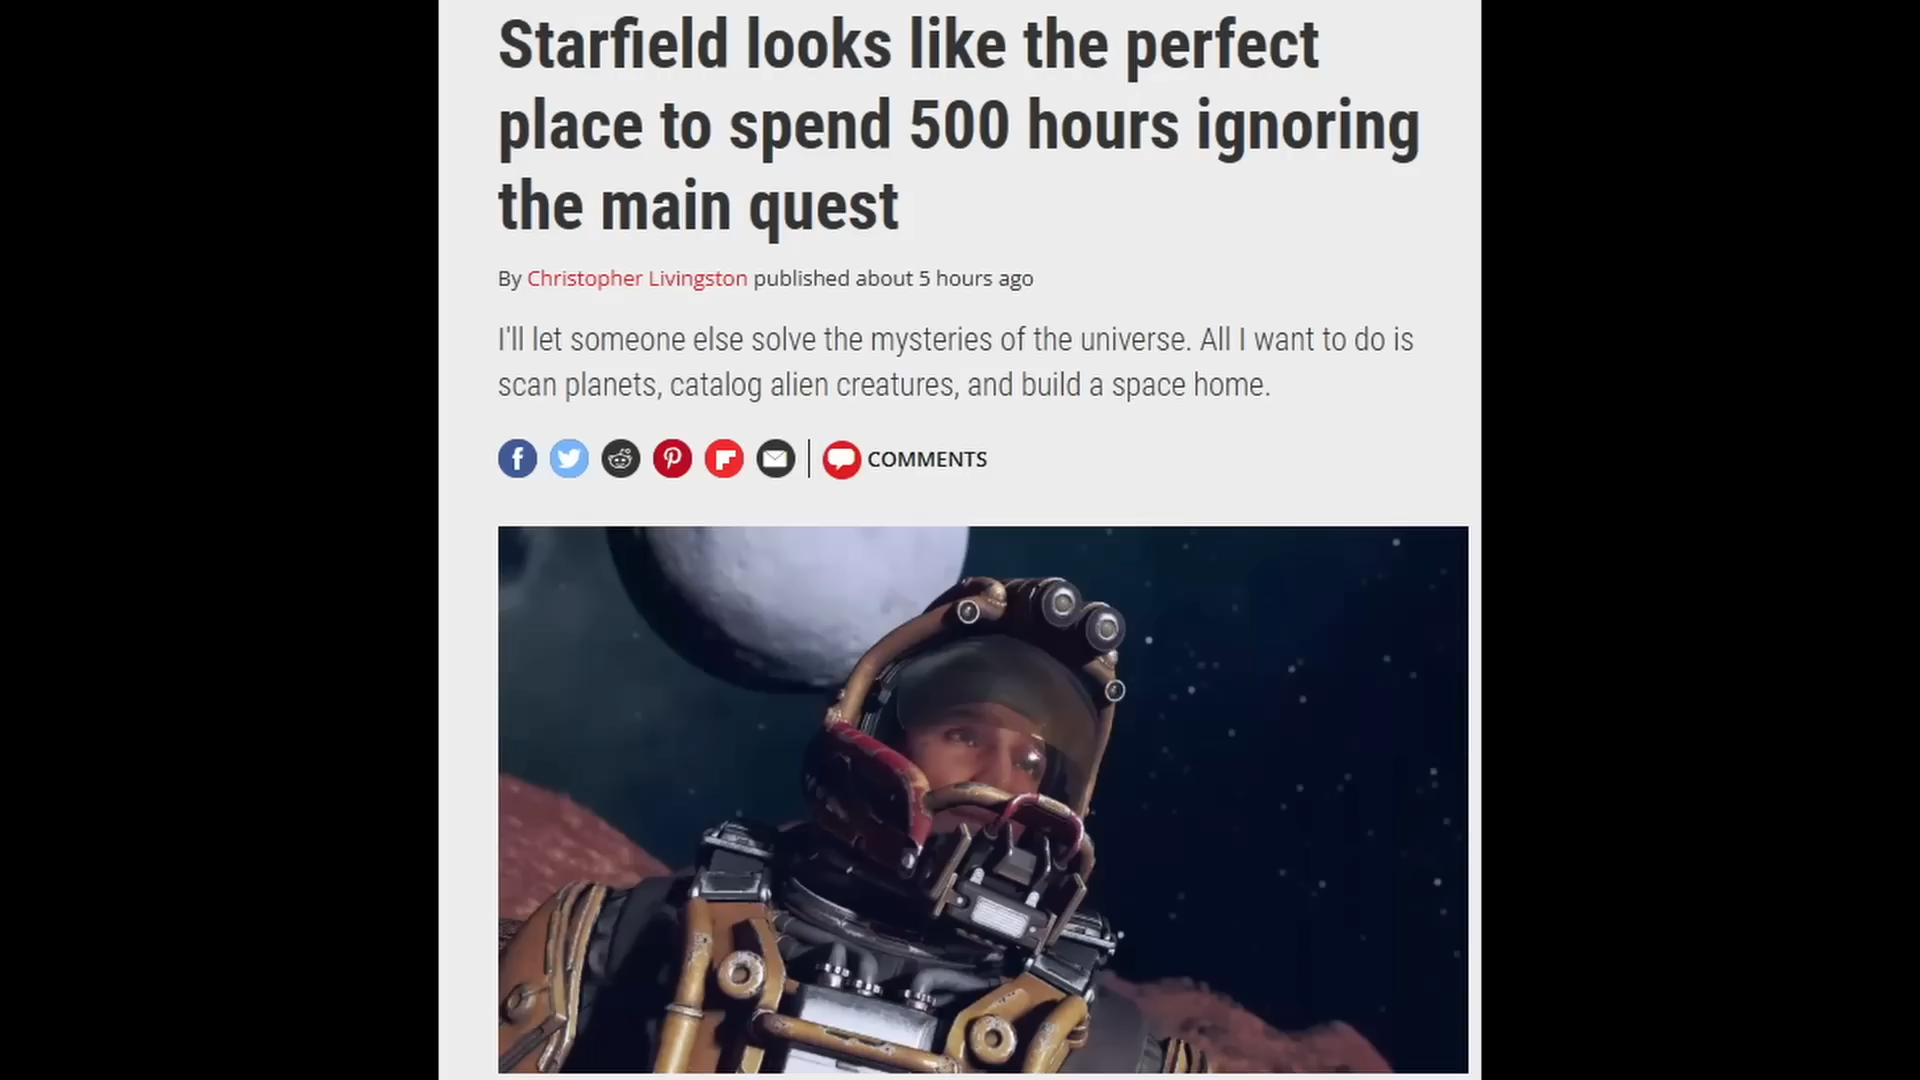 Starfield looks like the perfect
place to spend 500 hours ignoring
the main quest
By Christopher Livingston published about 5 hours ago
I'll let someone else solve the mysteries of the universe. All I want to do is
scan planets, catalog alien creatures, and build a space home.
COMMENTS